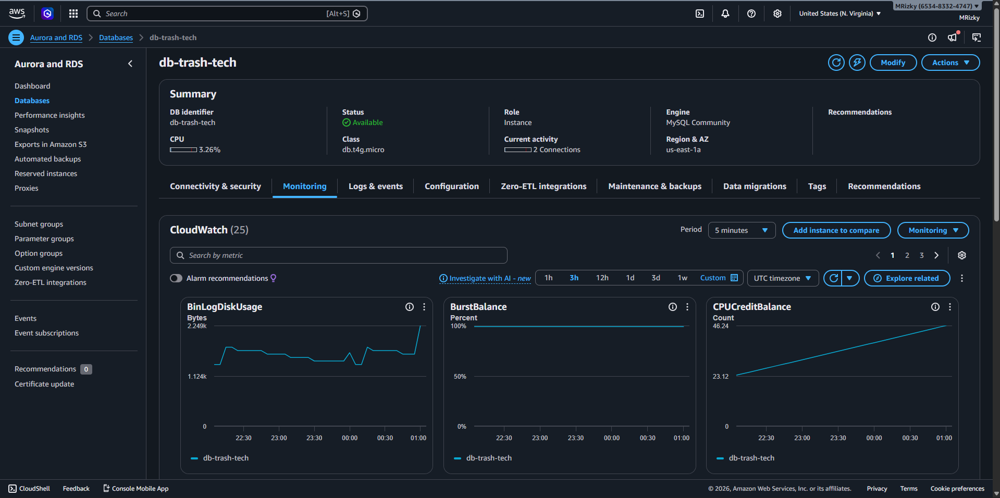 aws
Search
[Alt+S]
United States (N. Virginia)
MRizky (6534-8332-4747)
MRizky
Aurora and RDS
Databases
db-trash-tech
Aurora and RDS
Dashboard
Databases
Performance insights
Snapshots
Exports in Amazon S3
Automated backups
Reserved instances
Proxies
Subnet groups
Parameter groups
Option groups
Custom engine versions
Zero-ETL integrations
Events
Event subscriptions
Recommendations 0
Certificate update
db-trash-tech
Modify
Actions
Summary
DB identifier
db-trash-tech
Status
Available
Role
Instance
Engine
MySQL Community
Recommendations
CPU
3.26%
Class
db.t4g.micro
Current activity
2 Connections
Region & AZ
us-east-1a
Connectivity & security
Monitoring
Logs & events
Configuration
Zero-ETL integrations
Maintenance & backups
Data migrations
Tags
Recommendations
CloudWatch (25)
Period
5 minutes
Add instance to compare
Monitoring
Search by metric
1 2 3
Alarm recommendations
Investigate with AI - new
1h 3h 12h 1d 3d 1w Custom
UTC timezone
Explore related
BinLogDiskUsage
Bytes
2.249k
1.124k
0
22:30 23:00 23:30 00:00 00:30 01:00
db-trash-tech
BurstBalance
Percent
100%
50%
0%
22:30 23:00 23:30 00:00 00:30 01:00
db-trash-tech
CPUCreditBalance
Count
46.24
23.12
0
22:30 23:00 23:30 00:00 00:30 01:00
db-trash-tech
CloudShell
Feedback
Console Mobile App
© 2026, Amazon Web Services, Inc. or its affiliates.
Privacy
Terms
Cookie preferences